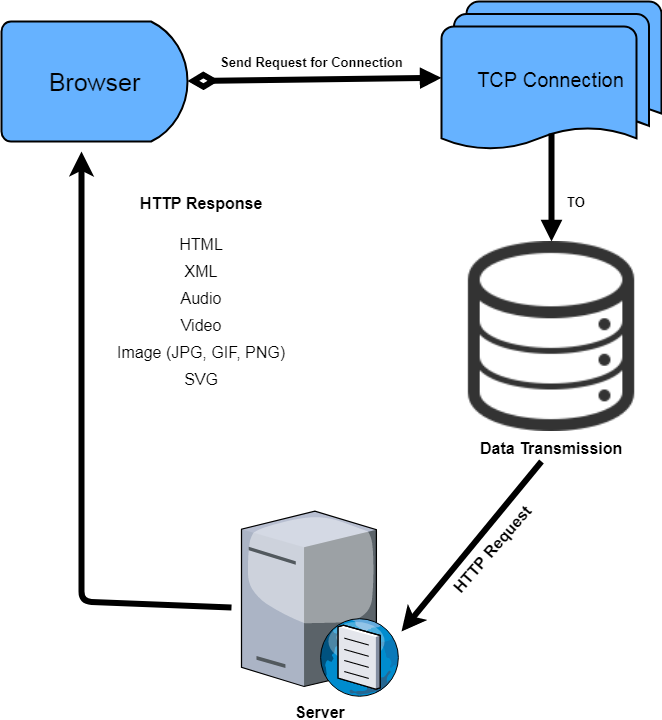 Browser
Send Request for Connection
TCP Connection
TO
HTTP Response
HTML
XML
Audio
Video
Image (JPG, GIF, PNG)
SVG
Data Transmission
HTTP Request
Server